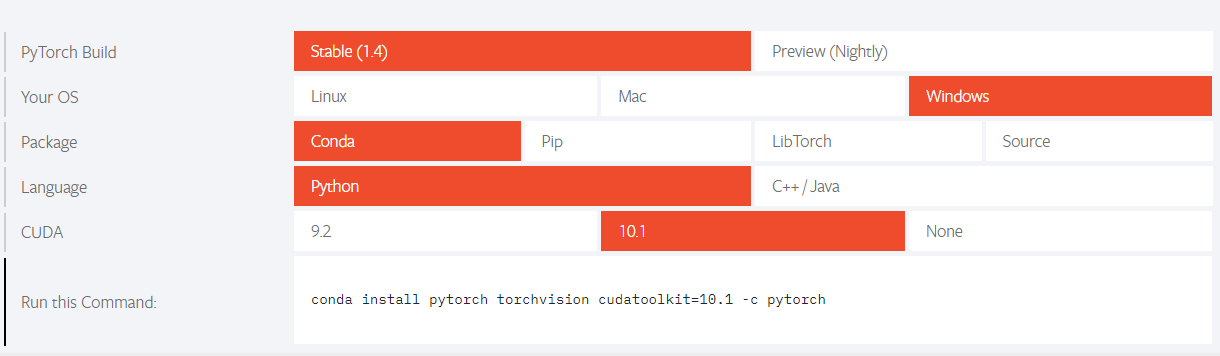 PyTorch Build Stable (1.4) Preview (Nightly)
Your OS Linux Mac Windows
Package Conda Pip LibTorch Source
Language Python C++ / Java
CUDA 9.2 10.1 None
Run this Command: conda install pytorch torchvision cudatoolkit=10.1 -c pytorch